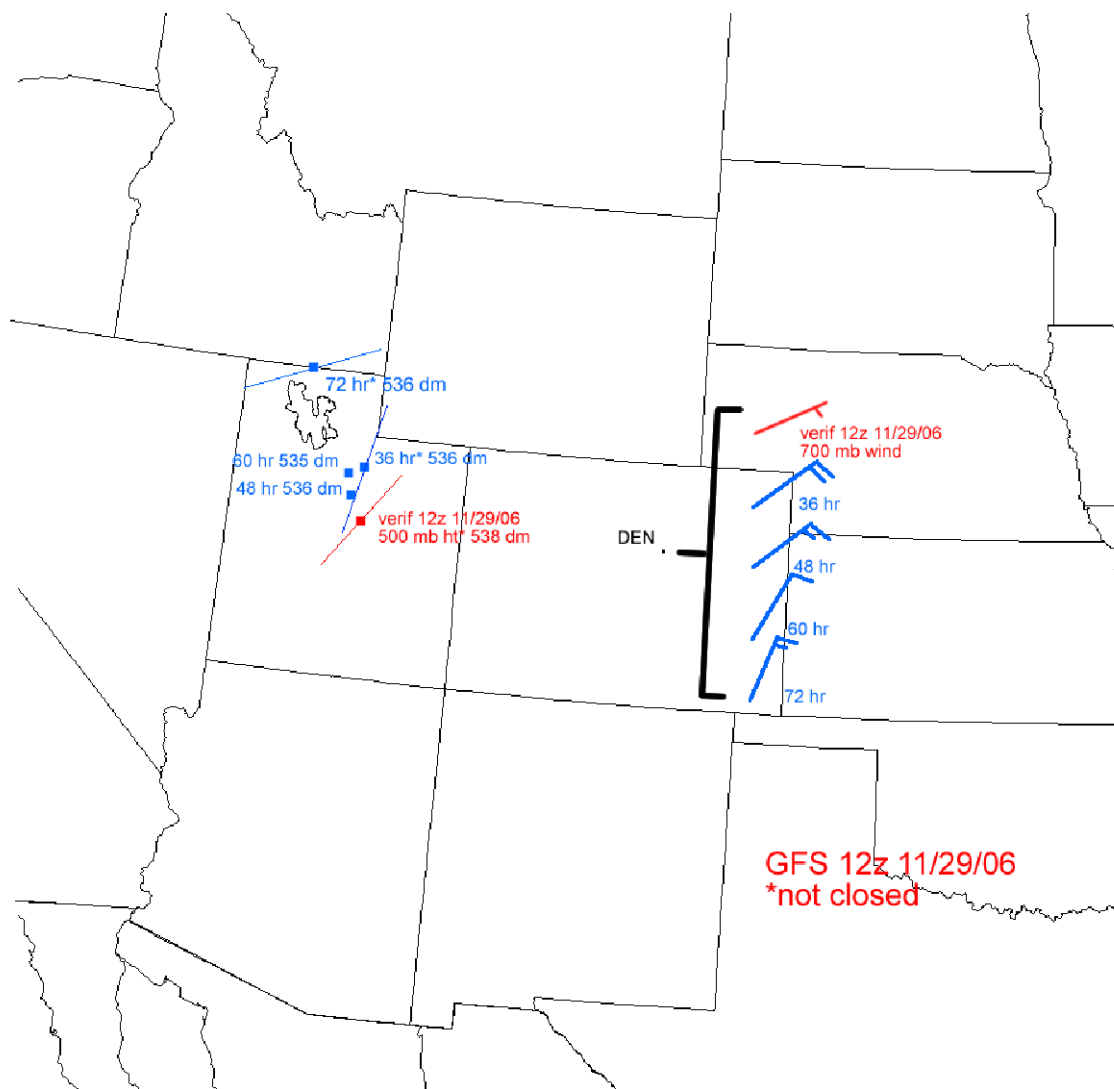 72 hr* 536 dm
verif 12z 11/29/06
700 mb wind
60 hr 535 dm
36 hr* 536 dm
48 hr 536 dm
36 hr
verif 12z 11/29/06
500 mb ht* 538 dm
DEN
48 hr
60 hr
72 hr
GFS 12z 11/29/06
*not closed